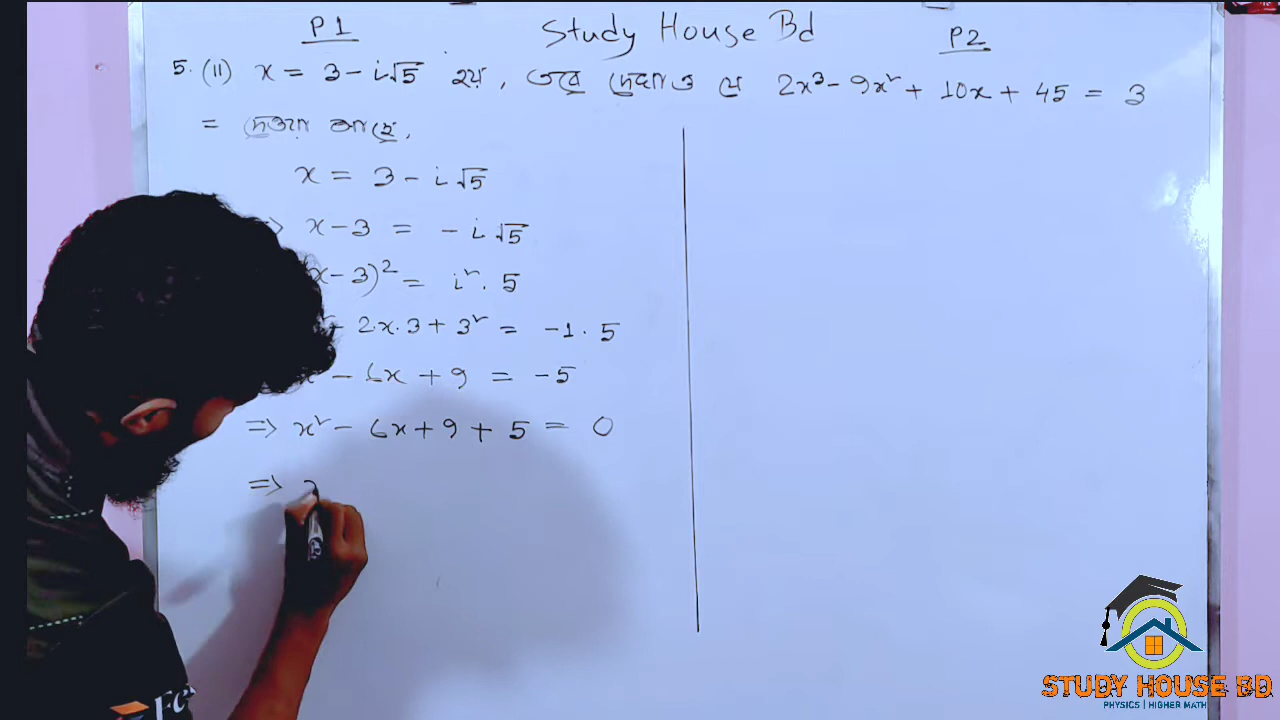 P1
Study House Bd
P2
5. (II) x = 3 - i√5 হয়, তবে দেখাও যে 2x³ - 9x² + 10x + 45 = 3
= দেওয়া আছে,
x = 3 - i√5
⇒ x - 3 = - i√5
x - 3)² = i² . 5
- 2.x.3 + 3² = -1 . 5
x² - 6x + 9 = -5
⇒ x² - 6x + 9 + 5 = 0
⇒
STUDY HOUSE BD
PHYSICS | HIGHER MATH